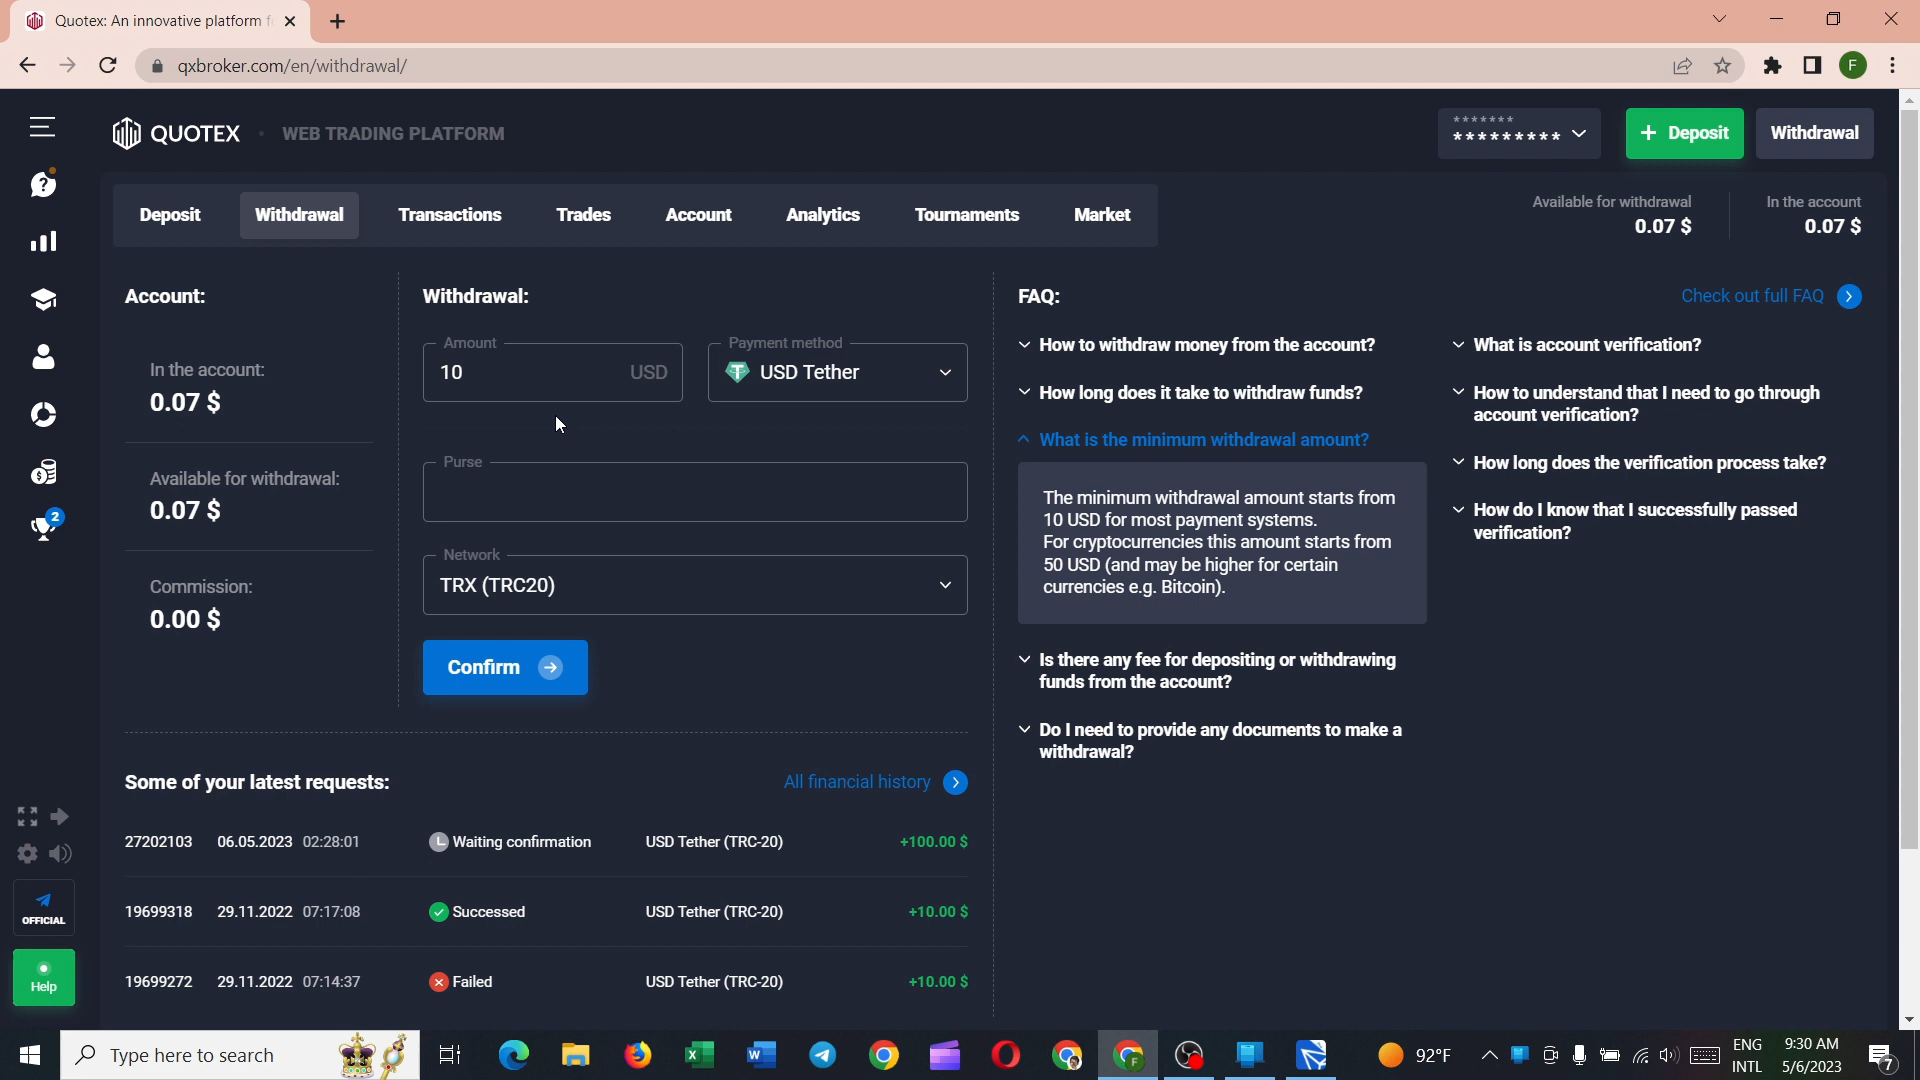 Quotex: An innovative platform f
qxbroker.com/en/withdrawal/
F
QUOTEX
WEB TRADING PLATFORM
*******
*********
+ Deposit
Withdrawal
Deposit
Withdrawal
Transactions
Trades
Account
Analytics
Tournaments
Market
Available for withdrawal
0.07 $
In the account
0.07 $
Account:
In the account:
0.07 $
Available for withdrawal:
0.07 $
Commission:
0.00 $
Withdrawal:
Amount
10 USD
Payment method
USD Tether
Purse
Network
TRX (TRC20)
Confirm
FAQ:
Check out full FAQ
How to withdraw money from the account?
How long does it take to withdraw funds?
What is the minimum withdrawal amount?
The minimum withdrawal amount starts from
10 USD for most payment systems.
For cryptocurrencies this amount starts from
50 USD (and may be higher for certain
currencies e.g. Bitcoin).
Is there any fee for depositing or withdrawing
funds from the account?
Do I need to provide any documents to make a
withdrawal?
What is account verification?
How to understand that I need to go through
account verification?
How long does the verification process take?
How do I know that I successfully passed
verification?
Some of your latest requests:
All financial history
27202103 06.05.2023 02:28:01 Waiting confirmation USD Tether (TRC-20) +100.00 $
19699318 29.11.2022 07:17:08 Successed USD Tether (TRC-20) +10.00 $
19699272 29.11.2022 07:14:37 Failed USD Tether (TRC-20) +10.00 $
2
OFFICIAL
Help
Type here to search
92°F
ENG
INTL
9:30 AM
5/6/2023
7